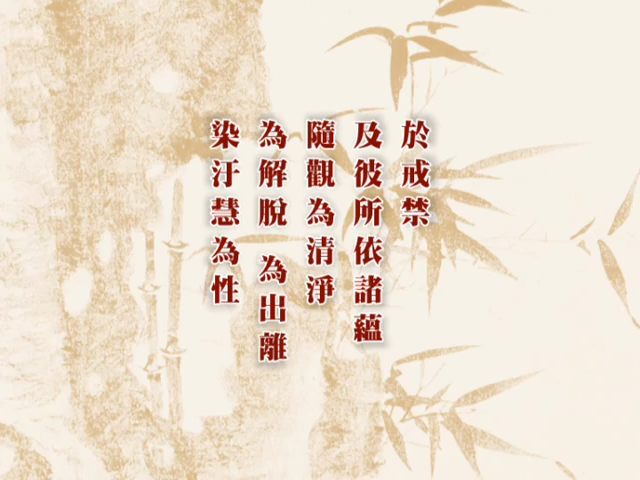 於戒禁
及彼所依諸蘊
隨觀為清淨
為解脫 為出離
染汙慧為性